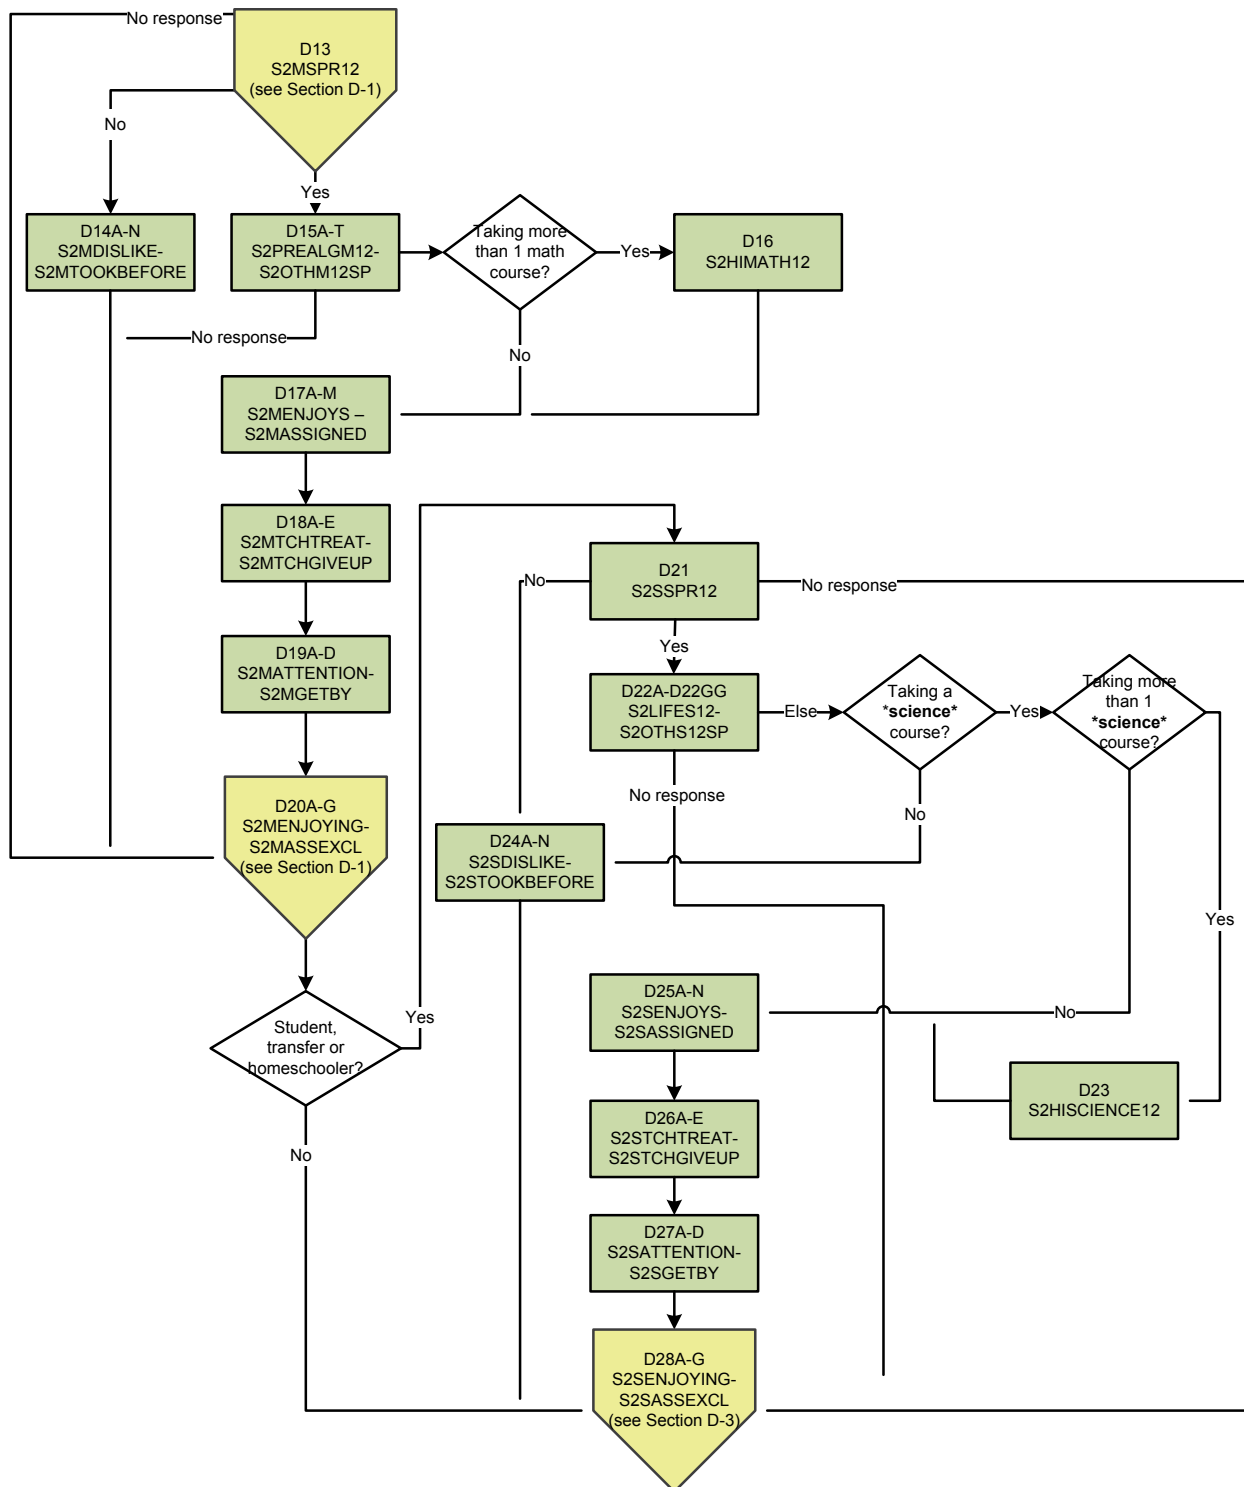 No response
D13
S2MSPR12
(see Section D-1)
No
Yes
D14A-N
S2MDISLIKE-
S2MTOOKBEFORE
D15A-T
S2PREALGM12-
S2OTHM12SP
Taking more
than 1 math
course?
Yes
D16
S2HIMATH12
No response
No
D17A-M
S2MENJOYS –
S2MASSIGNED
D18A-E
S2MTCHTREAT-
S2MTCHGIVEUP
D21
S2SSPR12
No
No response
D19A-D
S2MATTENTION-
S2MGETBY
Yes
D22A-D22GG
S2LIFES12-
S2OTHS12SP
Else
Taking a
*science*
course?
Yes
Taking more
than 1
*science*
course?
D20A-G
S2MENJOYING-
S2MASSEXCL
(see Section D-1)
No response
No
D24A-N
S2SDISLIKE-
S2STOOKBEFORE
Yes
Student,
transfer or
homeschooler?
Yes
D25A-N
S2SENJOYS-
S2SASSIGNED
No
D23
S2HISCIENCE12
No
D26A-E
S2STCHTREAT-
S2STCHGIVEUP
D27A-D
S2SATTENTION-
S2SGETBY
D28A-G
S2SENJOYING-
S2SASSEXCL
(see Section D-3)